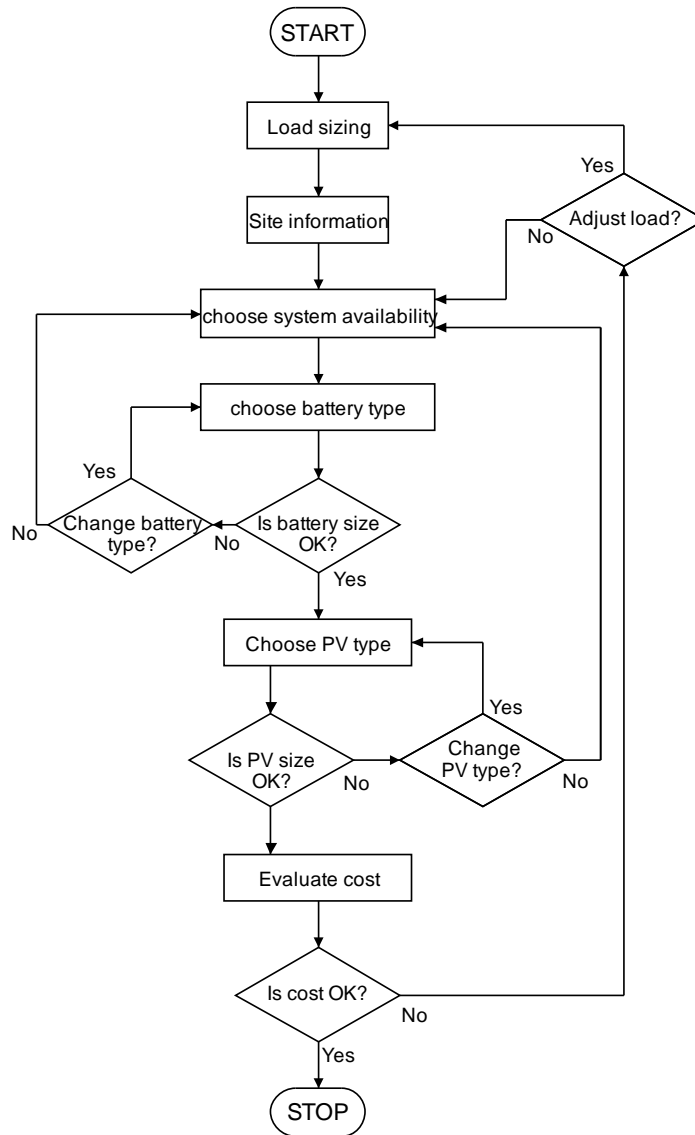 START
Load sizing
Yes
Site information
Adjust load?
No
choose system availability
choose battery type
Yes
Change battery
type?
No
Is battery size
OK?
No
Yes
Choose PV type
Yes
Is PV size
OK?
No
Change
PV type?
No
Evaluate cost
Is cost OK?
No
Yes
STOP